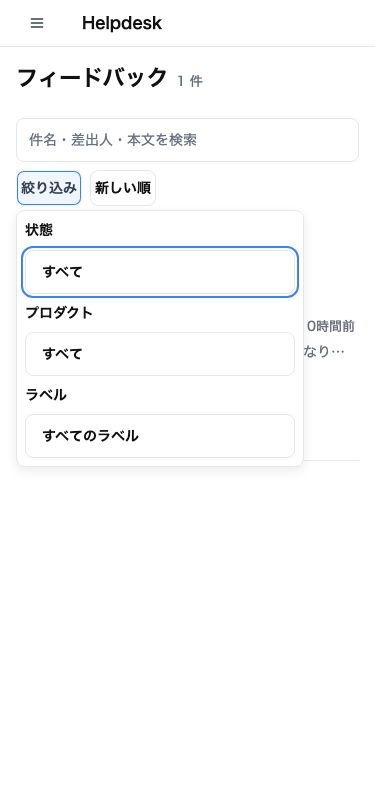 Helpdesk
フィードバック 1 件
件名・差出人・本文を検索
絞り込み 新しい順
状態
すべて
プロダクト
0時間前
すべて
なり…
ラベル
すべてのラベル